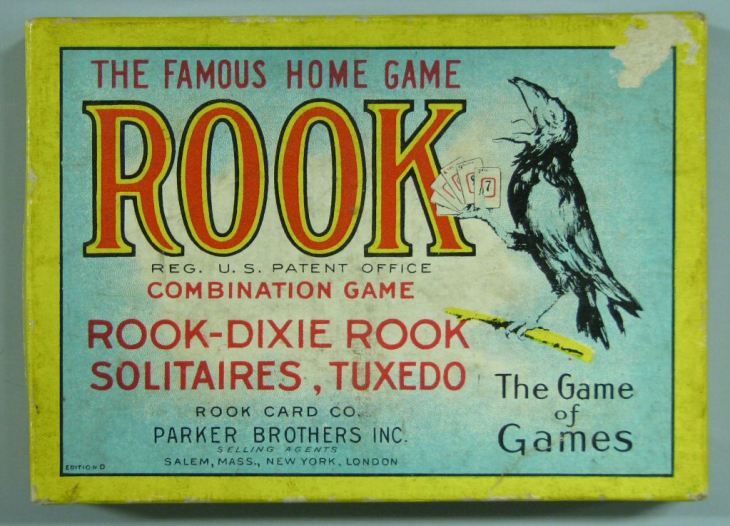 THE FAMOUS HOME GAME
ROOK
REG. U.S. PATENT OFFICE
COMBINATION GAME
ROOK-DIXIE ROOK
SOLITAIRES, TUXEDO
ROOK CARD CO.
PARKER BROTHERS INC.
SELLING AGENTS
SALEM, MASS., NEW YORK, LONDON
EDITION D
7
The Game
of
Games